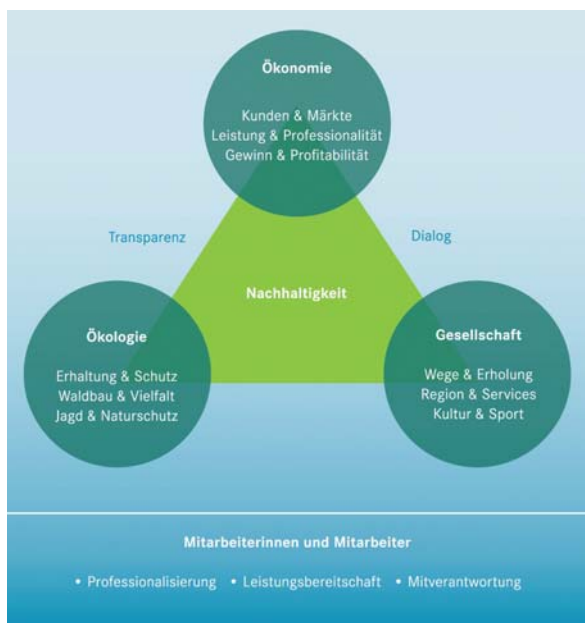 Ökonomie
Kunden & Märkte
Leistung & Professionalität
Gewinn & Profitabilität
Transparenz
Dialog
Nachhaltigkeit
Ökologie
Erhaltung & Schutz
Waldbau & Vielfalt
Jagd & Naturschutz
Gesellschaft
Wege & Erholung
Region & Services
Kultur & Sport
Mitarbeiterinnen und Mitarbeiter
• Professionalisierung • Leistungsbereitschaft • Mitverantwortung